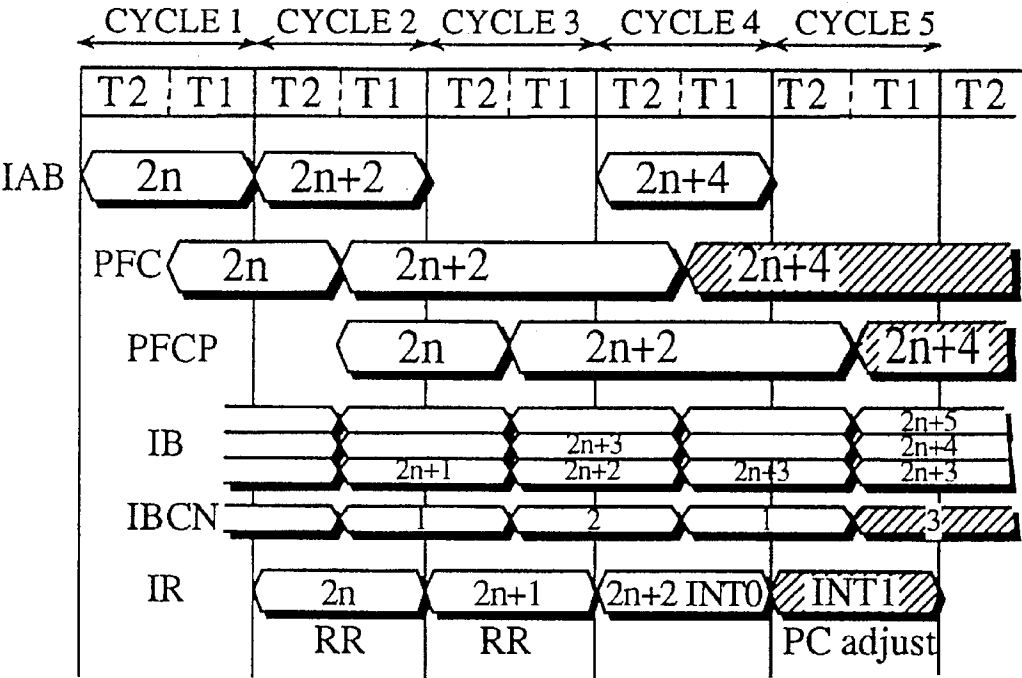 CYCLE 1 CYCLE 2 CYCLE 3 CYCLE 4 CYCLE 5
T2 T1 T2 T1 T2 T1 T2 T1 T2 T1 T2
IAB 2n 2n+2 2n+4
PFC 2n 2n+2 2n+4
PFCP 2n 2n+2 2n+4
2n+5
IB 2n+3 2n+4
2n+1 2n+2 2n+3 2n+3
IBCN 1 2 1 3
IR 2n 2n+1 2n+2 INT0 INT1
RR RR PC adjust